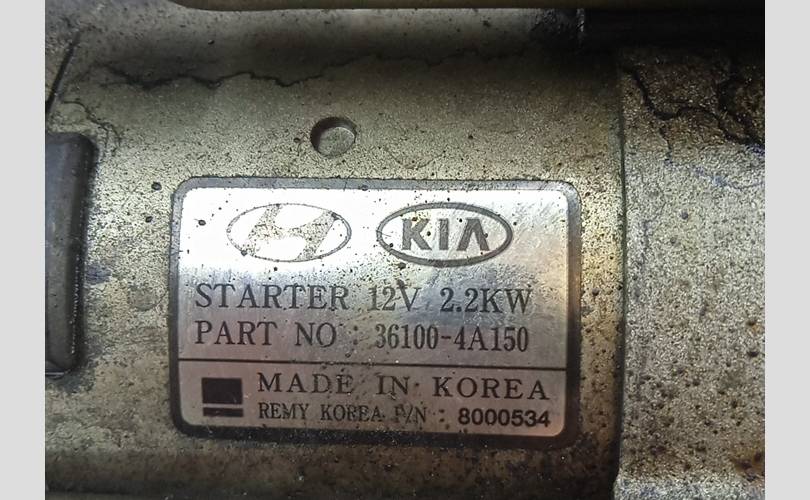 KIA
STARTER 12V 2.2KW
PART NO : 36100-4A150
MADE IN KOREA
REMY KOREA P/N : 8000534